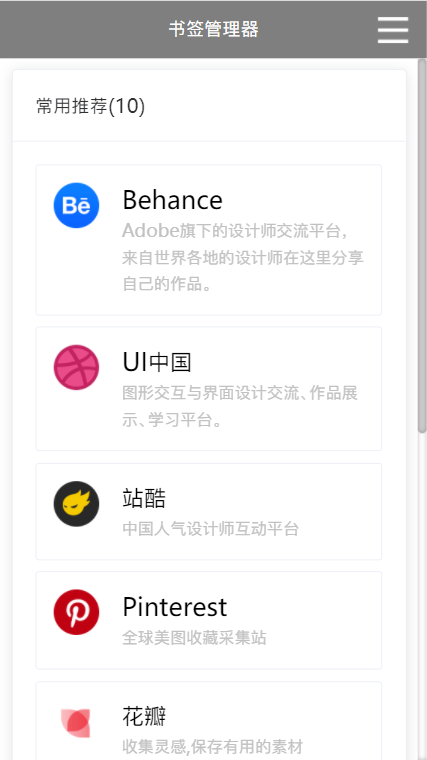 书签管理器
常用推荐(10)
Bē
Behance
Adobe旗下的设计师交流平台，
来自世界各地的设计师在这里分享
自己的作品。
UI中国
图形交互与界面设计交流、作品展
示、学习平台。
站酷
中国人气设计师互动平台
Pinterest
全球美图收藏采集站
花瓣
收集灵感,保存有用的素材